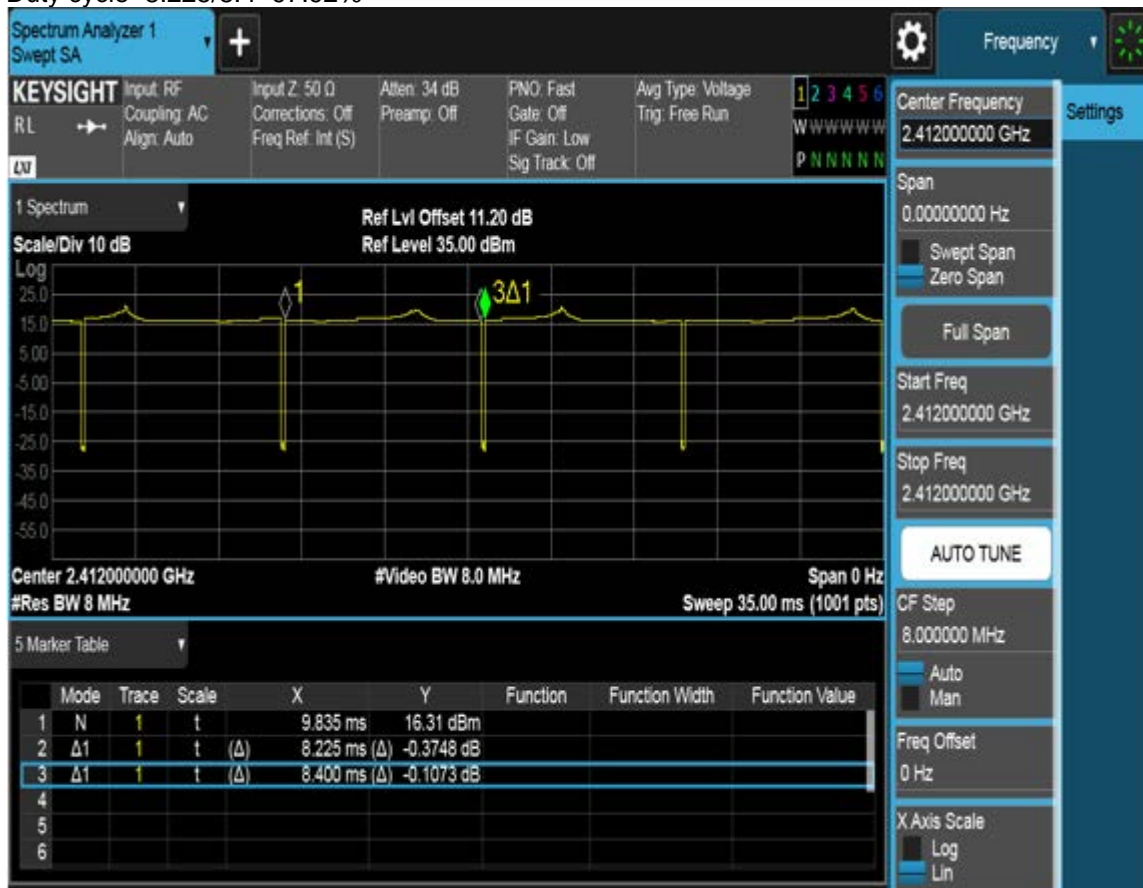 Spectrum Analyzer 1
Swept SA
+
Frequency
KEYSIGHT
RL
LXI
Input: RF
Coupling: AC
Align: Auto
Input Z: 50 Ω
Corrections: Off
Freq Ref: Int (S)
Atten: 34 dB
Preamp: Off
PNO: Fast
Gate: Off
IF Gain: Low
Sig Track: Off
Avg Type: Voltage
Trig: Free Run
1 2 3 4 5 6
W W W W W W
P N N N N N
1 Spectrum
Scale/Div 10 dB
Ref Lvl Offset 11.20 dB
Ref Level 35.00 dBm
Log
25.0
15.0
5.00
-5.00
-15.0
-25.0
-35.0
-45.0
-55.0
1
3Δ1
Center 2.412000000 GHz
#Video BW 8.0 MHz
Span 0 Hz
#Res BW 8 MHz
Sweep 35.00 ms (1001 pts)
5 Marker Table
Mode Trace Scale X Y Function Function Width Function Value
1 N 1 t 9.835 ms 16.31 dBm
2 Δ1 1 t (Δ) 8.225 ms (Δ) -0.3748 dB
3 Δ1 1 t (Δ) 8.400 ms (Δ) -0.1073 dB
4
5
6
Center Frequency
2.412000000 GHz
Settings
Span
0.00000000 Hz
Swept Span
Zero Span
Full Span
Start Freq
2.412000000 GHz
Stop Freq
2.412000000 GHz
AUTO TUNE
CF Step
8.000000 MHz
Auto
Man
Freq Offset
0 Hz
X Axis Scale
Log
Lin